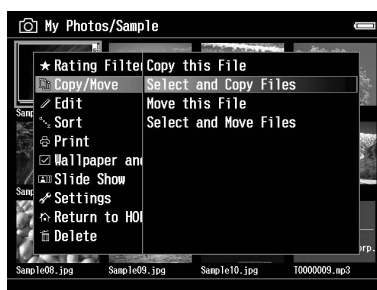 My Photos/Sample
Rating Filter
Copy/Move
Edit
Sort
Print
Wallpaper and
Slide Show
Settings
Return to
Delete
Copy this File
Select and Copy Files
Move this File
Select and Move Files
Sample08.jpg
Sample09.jpg
Sample10.jpg
T0000009.mp3